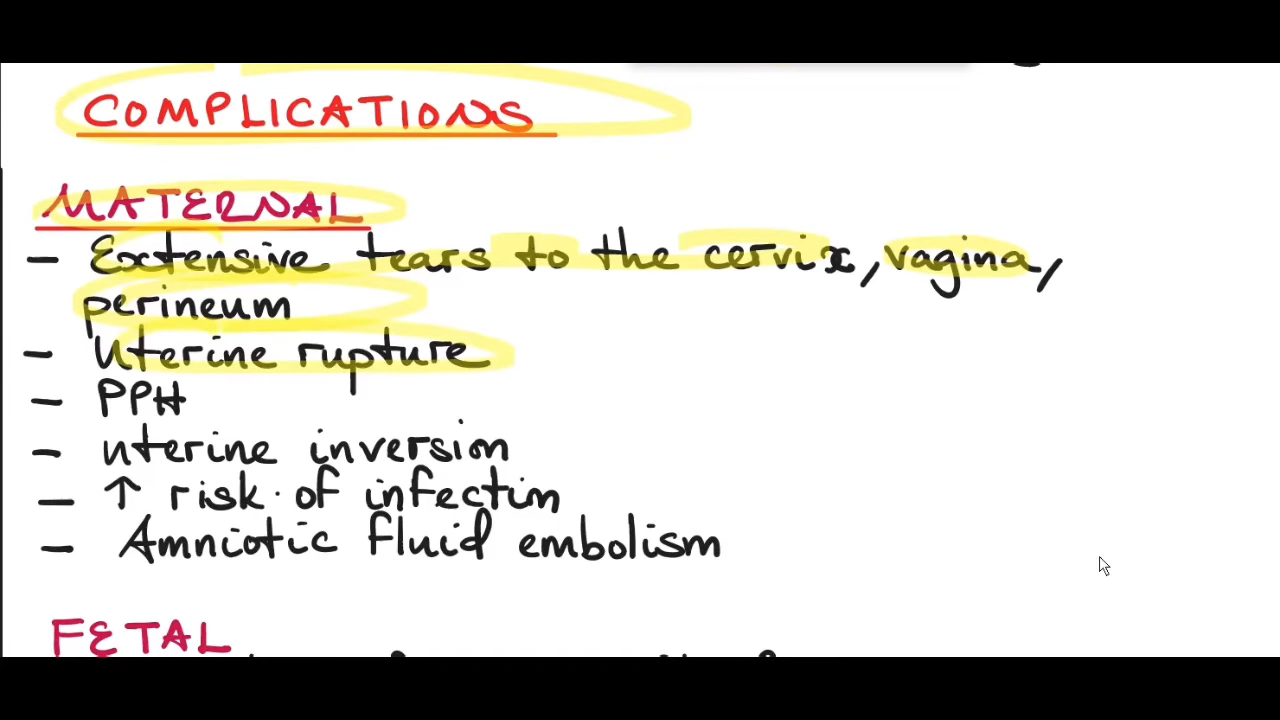 COMPLICATIONS
MATERNAL
- Extensive tears to the cervix, vagina,
perineum
- Uterine rupture
- PPH
- uterine inversion
- ↑ risk of infectim
- Amniotic fluid embolism
FETAL